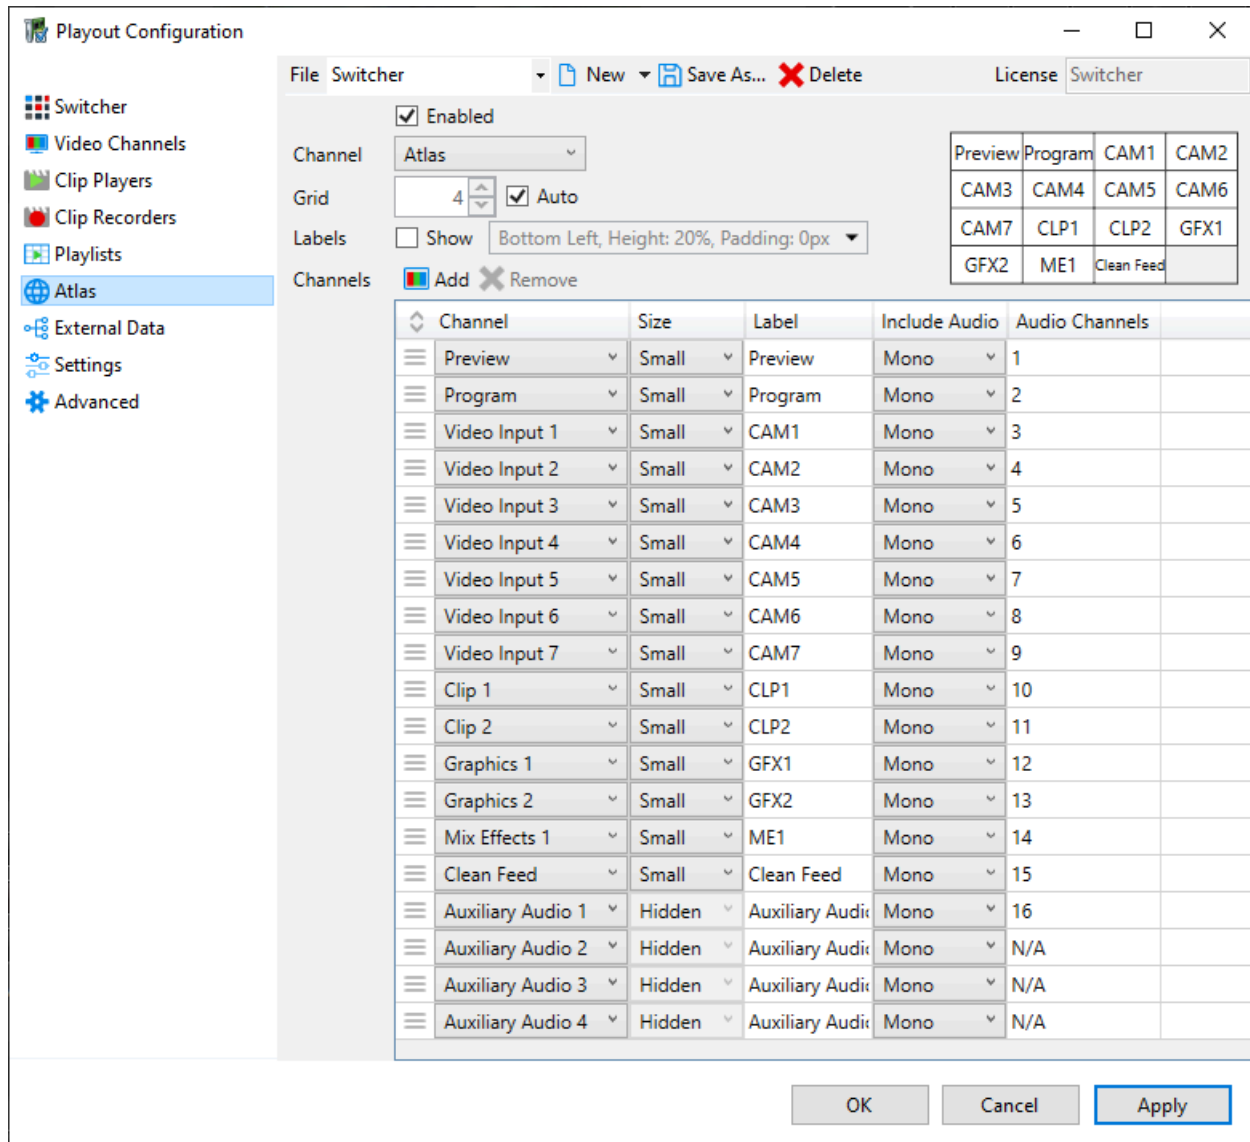 Playout Configuration
File Switcher New Save As... Delete License Switcher
Switcher
Video Channels
Clip Players
Clip Recorders
Playlists
Atlas
External Data
Settings
Advanced
Enabled
Channel Atlas
Grid 4 Auto
Labels Show Bottom Left, Height: 20%, Padding: 0px
Channels Add Remove
Preview Program CAM1 CAM2
CAM3 CAM4 CAM5 CAM6
CAM7 CLP1 CLP2 GFX1
GFX2 ME1 Clean Feed
Channel Size Label Include Audio Audio Channels
Preview Small Preview Mono 1
Program Small Program Mono 2
Video Input 1 Small CAM1 Mono 3
Video Input 2 Small CAM2 Mono 4
Video Input 3 Small CAM3 Mono 5
Video Input 4 Small CAM4 Mono 6
Video Input 5 Small CAM5 Mono 7
Video Input 6 Small CAM6 Mono 8
Video Input 7 Small CAM7 Mono 9
Clip 1 Small CLP1 Mono 10
Clip 2 Small CLP2 Mono 11
Graphics 1 Small GFX1 Mono 12
Graphics 2 Small GFX2 Mono 13
Mix Effects 1 Small ME1 Mono 14
Clean Feed Small Clean Feed Mono 15
Auxiliary Audio 1 Hidden Auxiliary Audi Mono 16
Auxiliary Audio 2 Hidden Auxiliary Audi Mono N/A
Auxiliary Audio 3 Hidden Auxiliary Audi Mono N/A
Auxiliary Audio 4 Hidden Auxiliary Audi Mono N/A
OK Cancel Apply